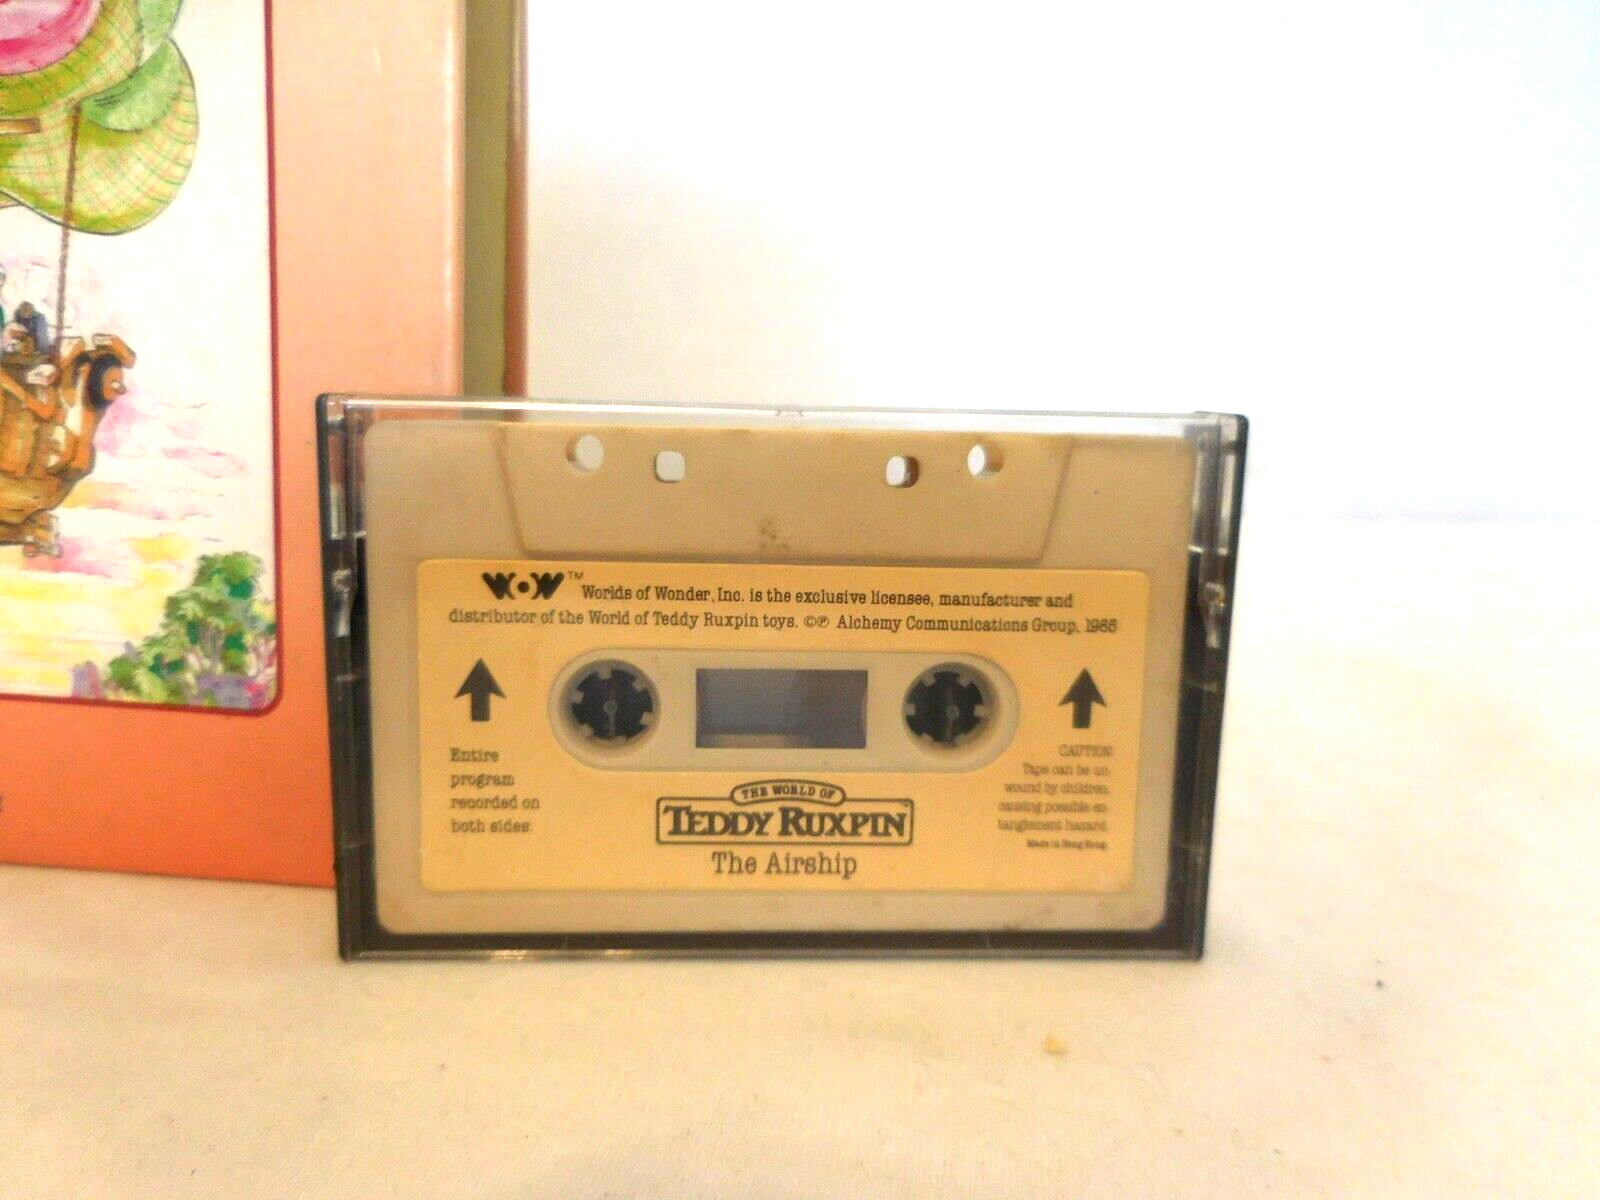 WOW™ Worlds of Wonder, Inc. is the exclusive licensee, manufacturer and
distributor of the World of Teddy Ruxpin toys. ©℗ Alchemy Communications Group, 1985
Entire
program
recorded on
both sides.
CAUTION:
Tape can be un-
wound by children,
causing possible en-
tanglement hazard.
Made in Hong Kong
THE WORLD OF
TEDDY RUXPIN™
The Airship